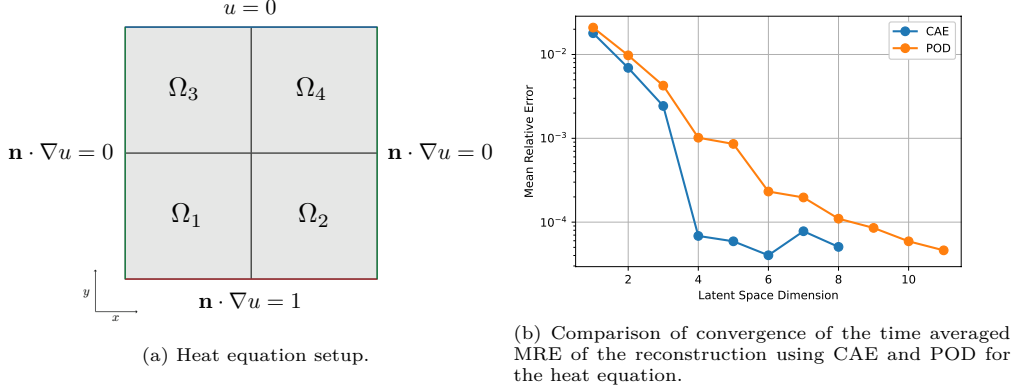 u = 0
Ω₃
Ω₄
n · ∇u = 0
n · ∇u = 0
Ω₁
Ω₂
y
x
n · ∇u = 1
(a) Heat equation setup.
CAE
POD
10⁻²
10⁻³
10⁻⁴
Mean Relative Error
2 4 6 8 10
Latent Space Dimension
(b) Comparison of convergence of the time averaged
MRE of the reconstruction using CAE and POD for
the heat equation.